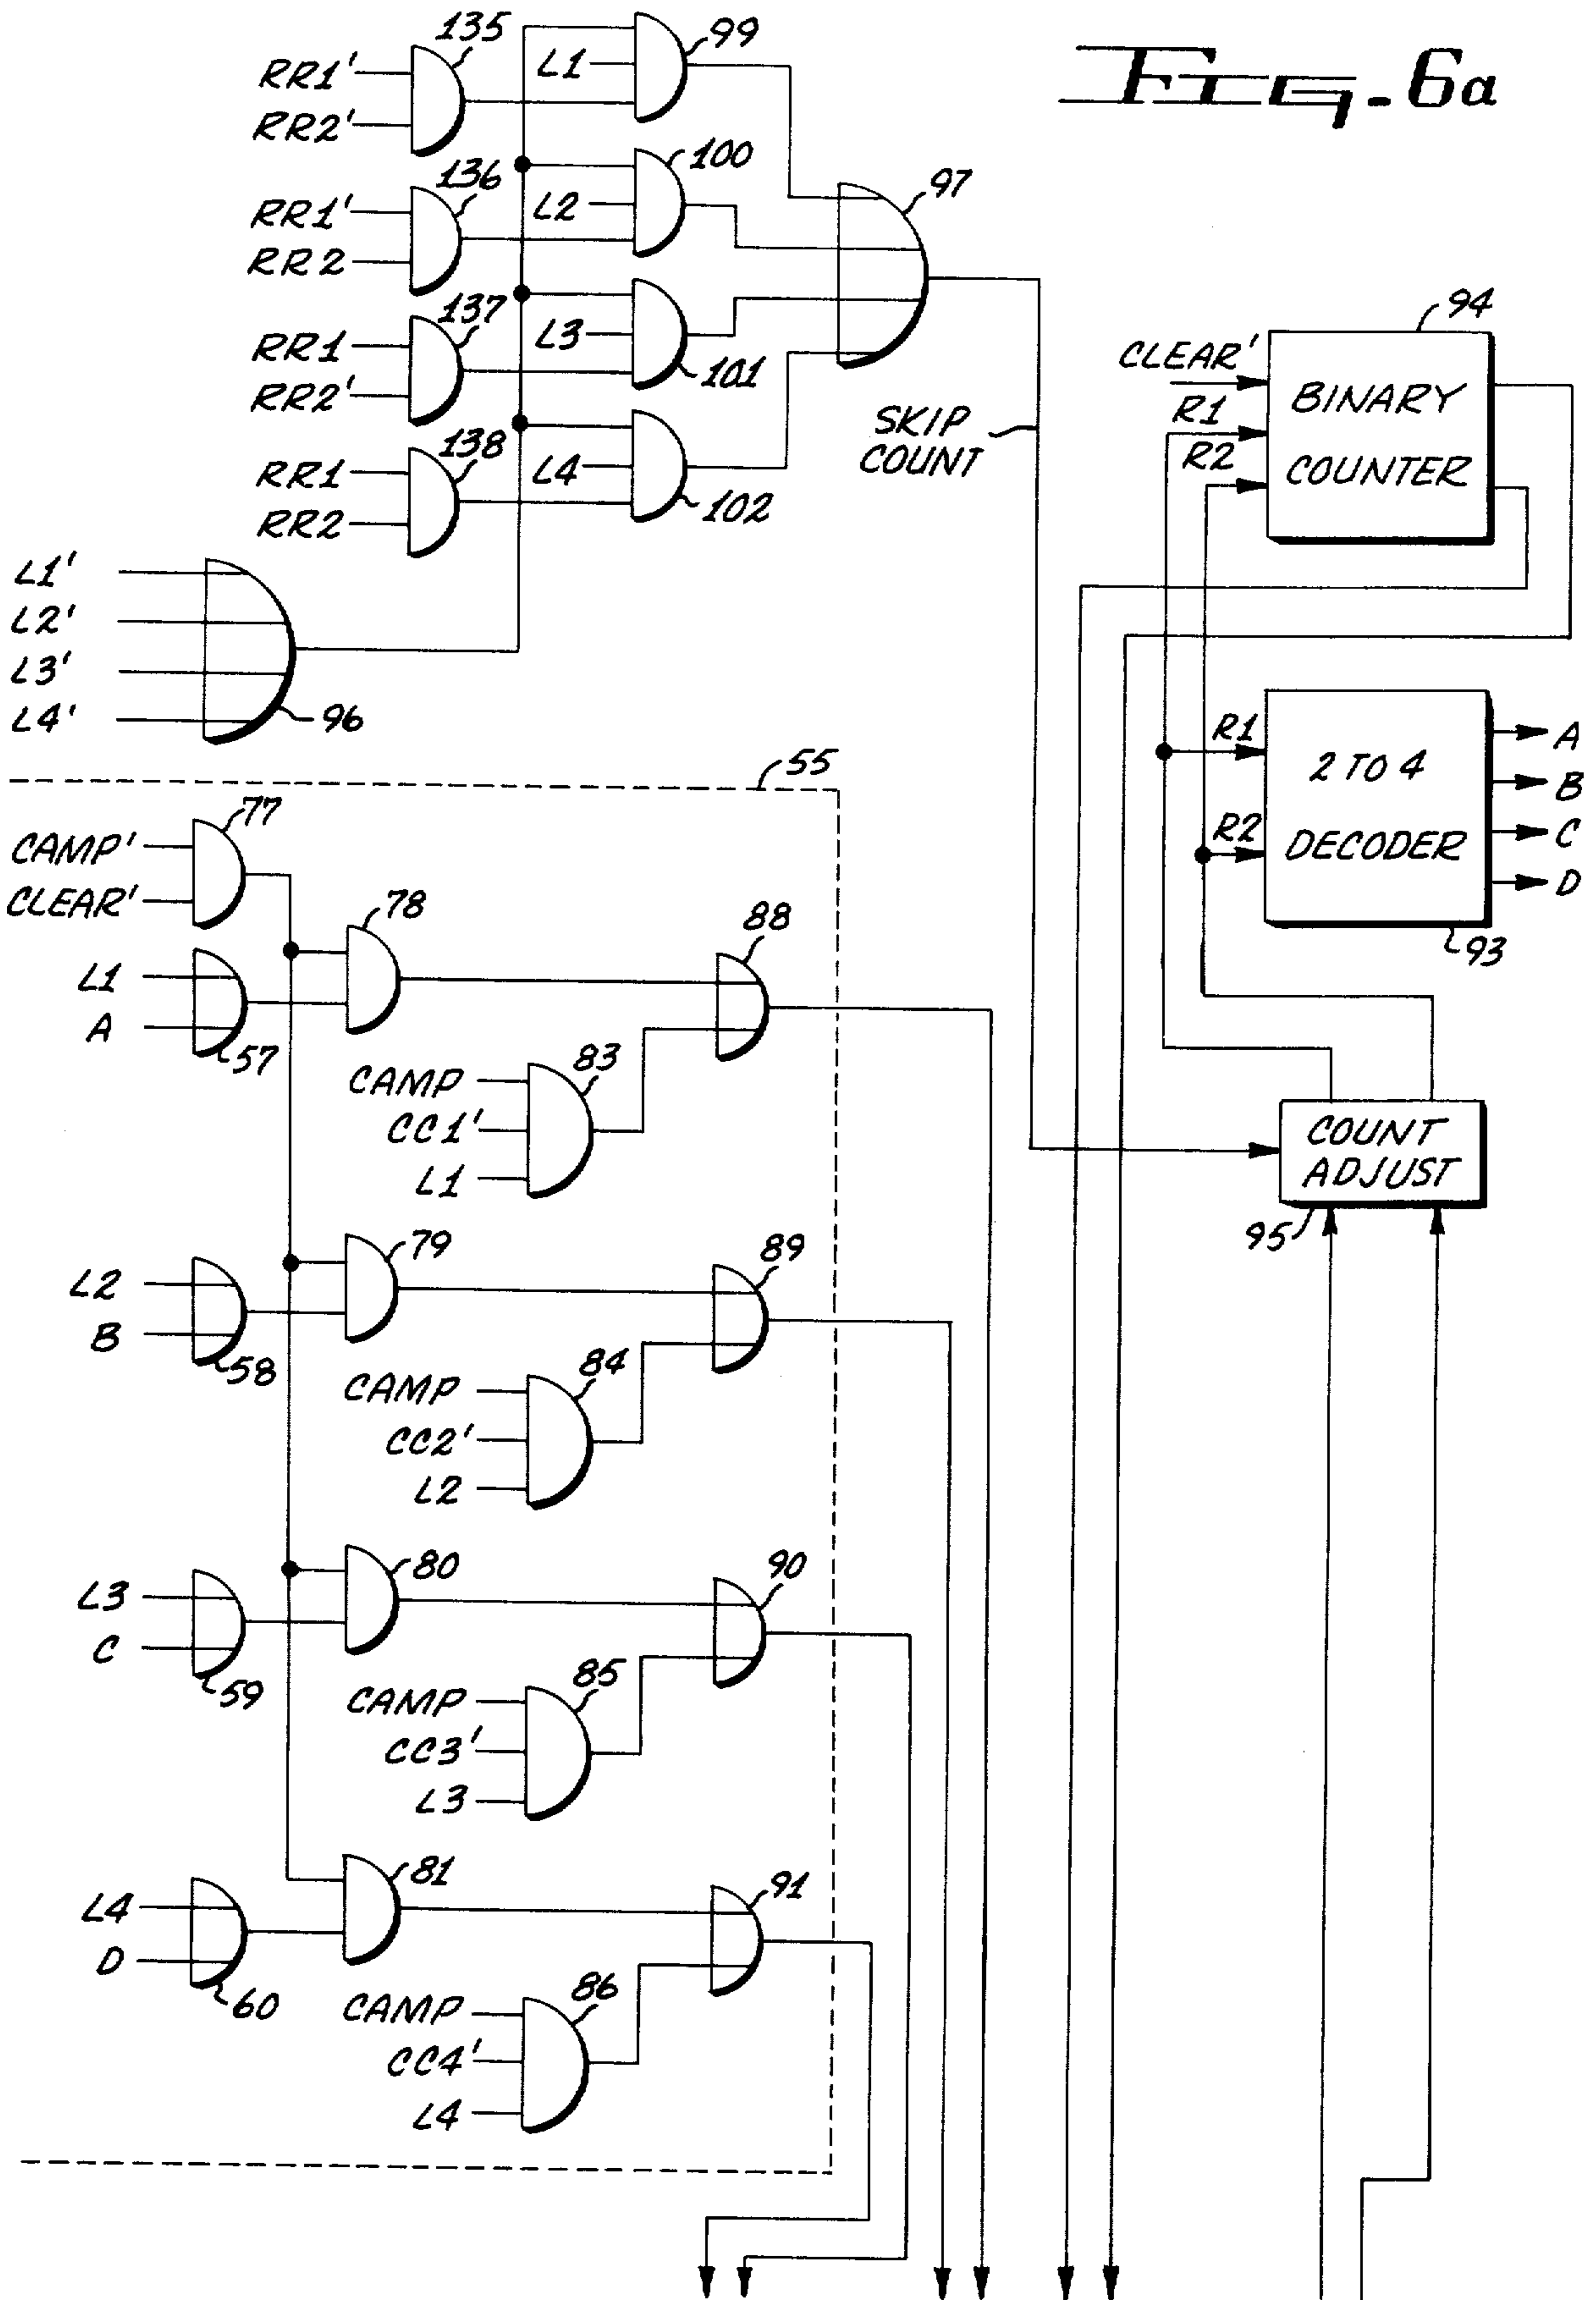 Fig.-6a
135
RR1'
RR2'
99
L1
136
RR1'
RR2
100
L2
97
137
RR1
RR2'
L3
101
138
RR1
RR2
L4
102
SKIP
COUNT
94
CLEAR'
R1
R2
BINARY
COUNTER
L1'
L2'
L3'
L4'
96
R1
R2
2 TO 4
DECODER
A
B
C
D
93
55
77
CAMP'
CLEAR'
78
88
L1
A
57
CAMP
CC1'
L1
83
COUNT
ADJUST
95
79
89
L2
B
58
CAMP
CC2'
L2
84
80
90
L3
C
59
CAMP
CC3'
L3
85
81
91
L4
D
60
CAMP
CC4'
L4
86